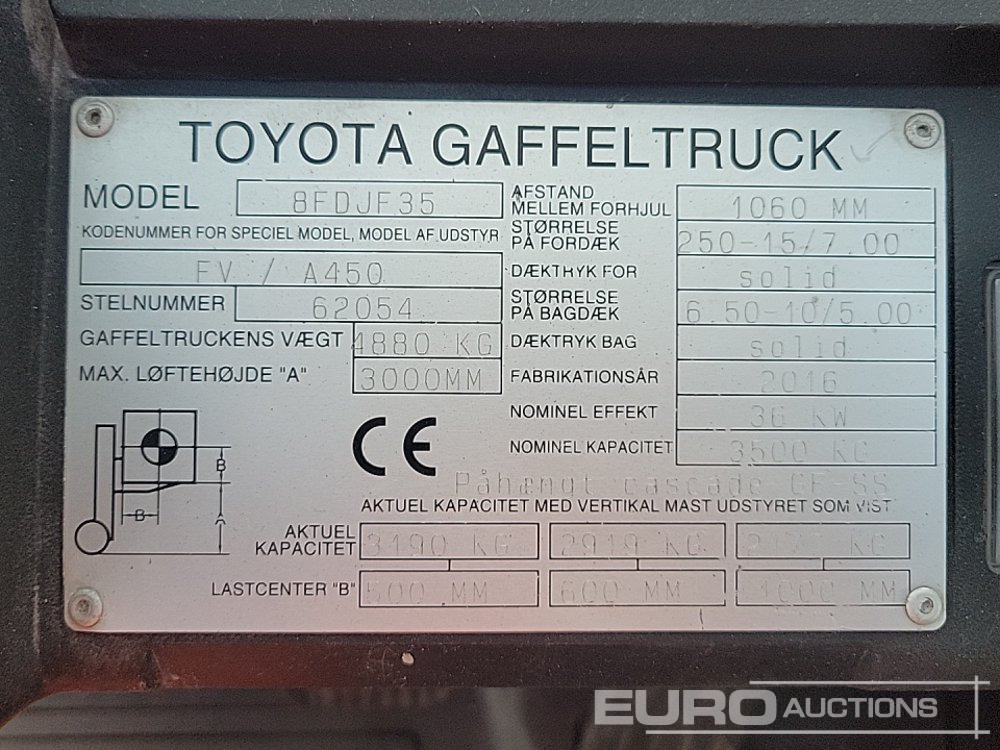 TOYOTA GAFFELTRUCK
MODEL 8FDJF35
KODENUMMER FOR SPECIEL MODEL, MODEL AF.UDSTYR
FV / A450
STELNUMMER 62054
GAFFELTRUCKENS VÆGT 4880 KG
MAX. LØFTEHØJDE "A" 3000MM
AFSTAND
MELLEM FORHJUL 1060 MM
STØRRELSE
PÅ FORDÆK 250-15/7.00
DÆKTRYK FOR solid
STØRRELSE
PÅ BAGDÆK 6.50-10/5.00
DÆKTRYK BAG solid
FABRIKATIONSÅR 2016
NOMINEL EFFEKT 36 KW
NOMINEL KAPACITET 3500 KG
B
B
CE
Påhængt cascade GF SS
AKTUEL KAPACITET MED VERTIKAL MAST UDSTYRET SOM VIST
AKTUEL
KAPACITET 3190 KG 2919 KG KG
LASTCENTER "B" 500 MM 600 MM 1000 MM
EURO AUCTIONS